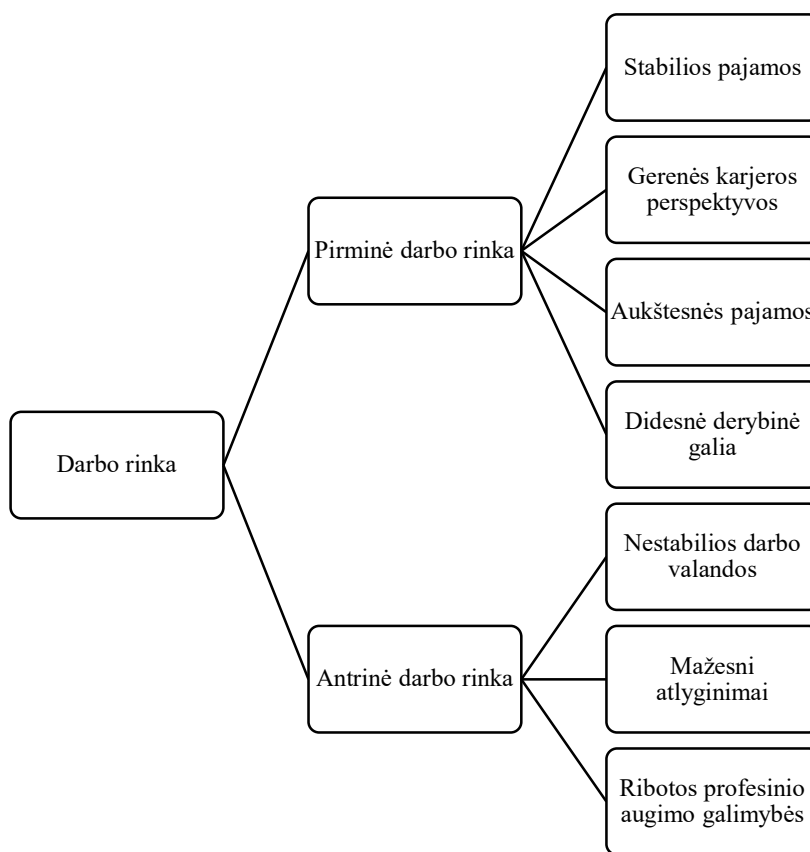 Stabilios pajamos
Gerenės karjeros
perspektyvos
Pirminė darbo rinka
Aukštesnės pajamos
Didesnė derybinė
galia
Darbo rinka
Nestabilios darbo
valandos
Antrinė darbo rinka
Mažesni
atlyginimai
Ribotos profesinio
augimo galimybės